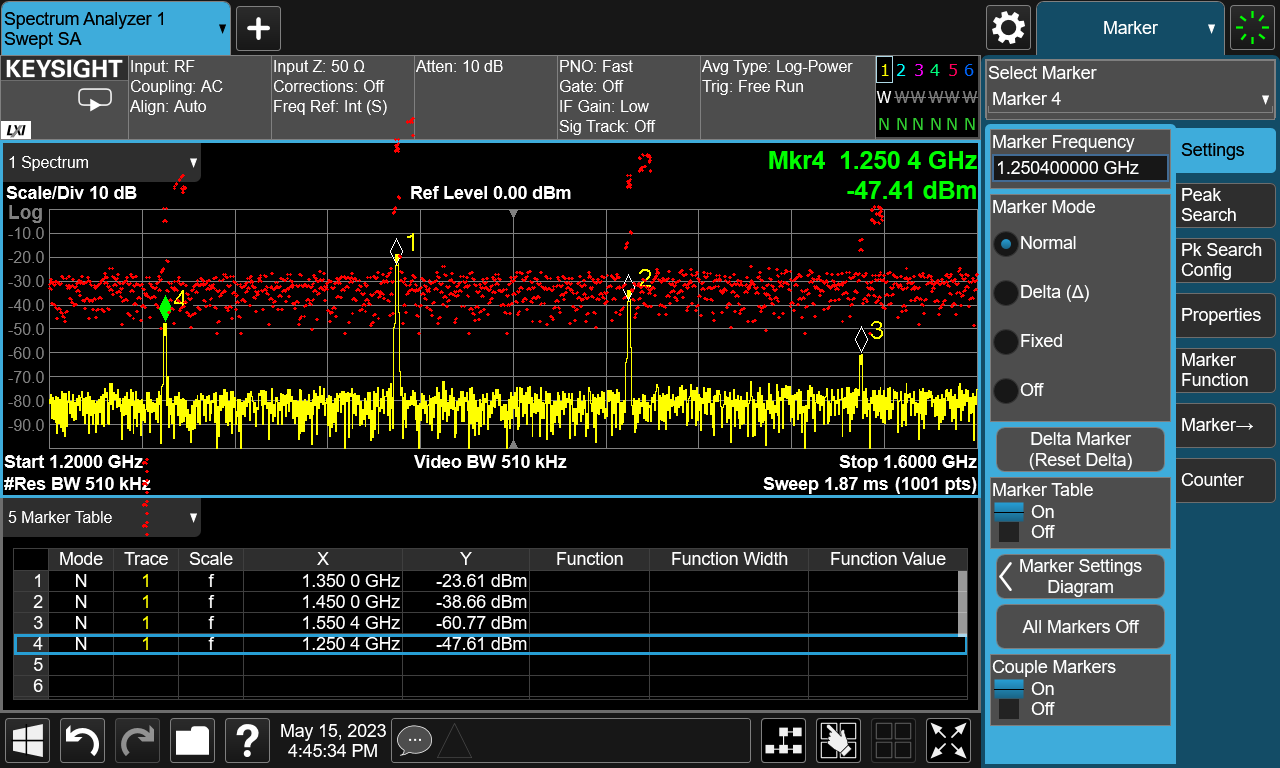 Spectrum Analyzer 1
Swept SA
Marker
KEYSIGHT
LXI
Input: RF
Coupling: AC
Align: Auto
Input Z: 50 Ω
Corrections: Off
Freq Ref: Int (S)
Atten: 10 dB
PNO: Fast
Gate: Off
IF Gain: Low
Sig Track: Off
Avg Type: Log-Power
Trig: Free Run
1 2 3 4 5 6
W W W W W W
N N N N N N
Select Marker
Marker 4
1 Spectrum
Mkr4 1.250 4 GHz
-47.41 dBm
Scale/Div 10 dB
Ref Level 0.00 dBm
Log
-10.0
-20.0
-30.0
-40.0
-50.0
-60.0
-70.0
-80.0
-90.0
1
2
3
4
Start 1.2000 GHz
Video BW 510 kHz
Stop 1.6000 GHz
#Res BW 510 kHz
Sweep 1.87 ms (1001 pts)
5 Marker Table
Mode Trace Scale X Y Function Function Width Function Value
1 N 1 f 1.350 0 GHz -23.61 dBm
2 N 1 f 1.450 0 GHz -38.66 dBm
3 N 1 f 1.550 4 GHz -60.77 dBm
4 N 1 f 1.250 4 GHz -47.61 dBm
5
6
Marker Frequency
1.250400000 GHz
Marker Mode
Normal
Delta (Δ)
Fixed
Off
Delta Marker
(Reset Delta)
Marker Table
On
Off
Marker Settings
Diagram
All Markers Off
Couple Markers
On
Off
Settings
Peak
Search
Pk Search
Config
Properties
Marker
Function
Marker→
Counter
?
May 15, 2023
4:45:34 PM